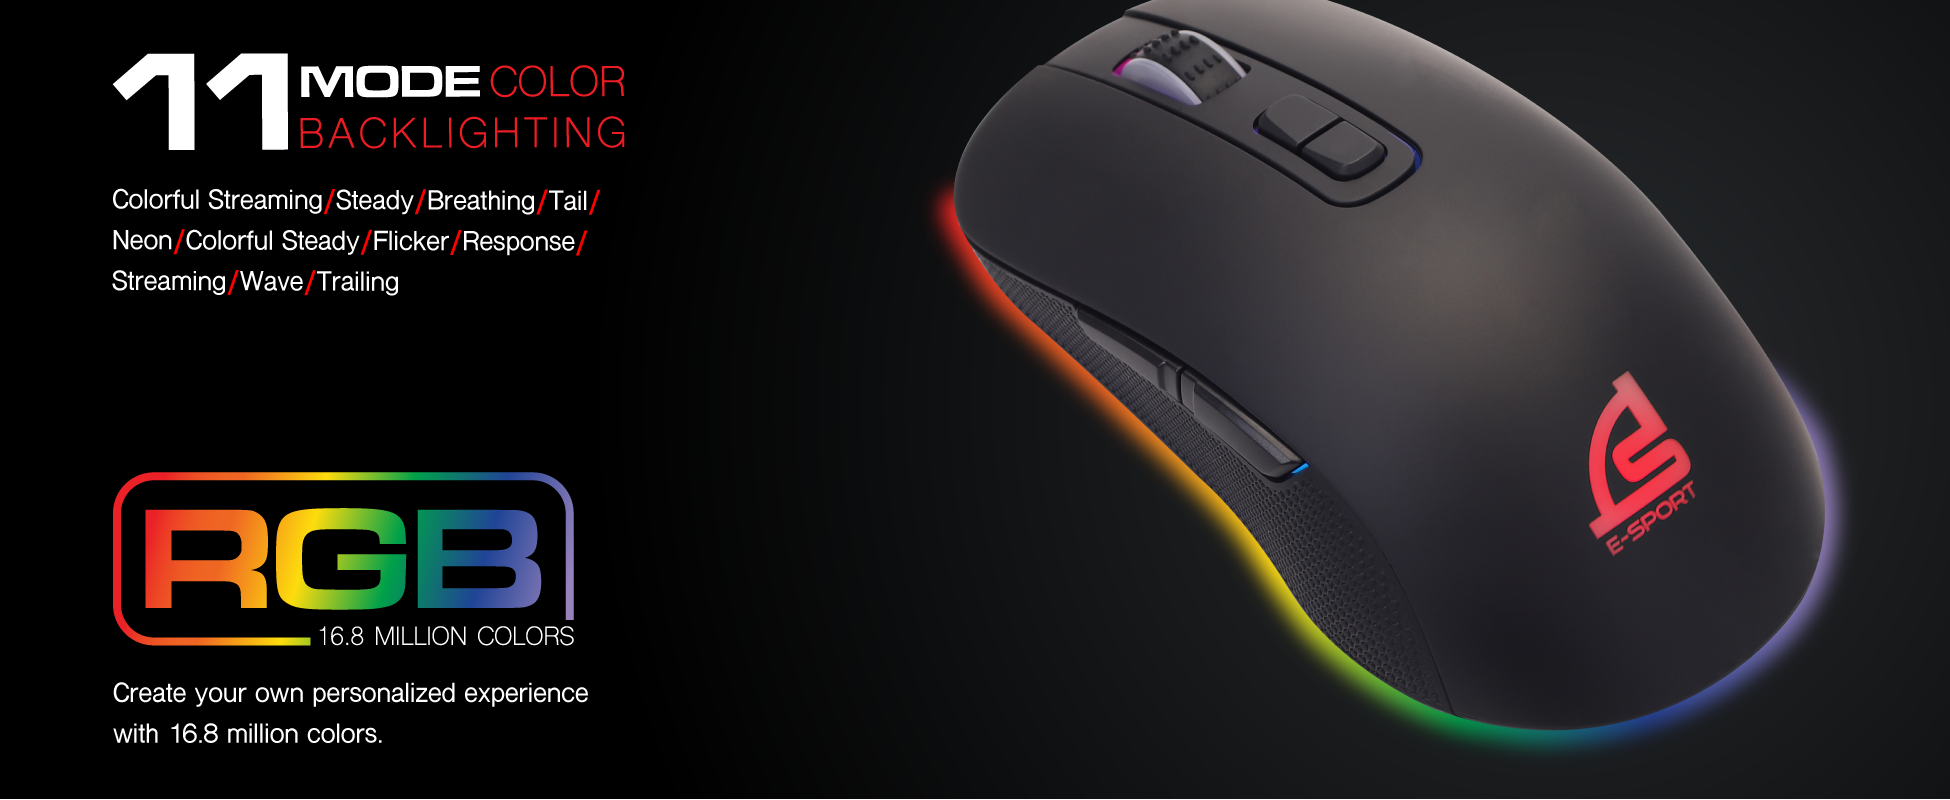 11 MODE COLOR
BACKLIGHTING
Colorful Streaming/Steady/Breathing/Tail/
Neon/Colorful Steady/Flicker/Response/
Streaming/Wave/Trailing
RGB
16.8 MILLION COLORS
Create your own personalized experience
with 16.8 million colors.
S
E-SPORT